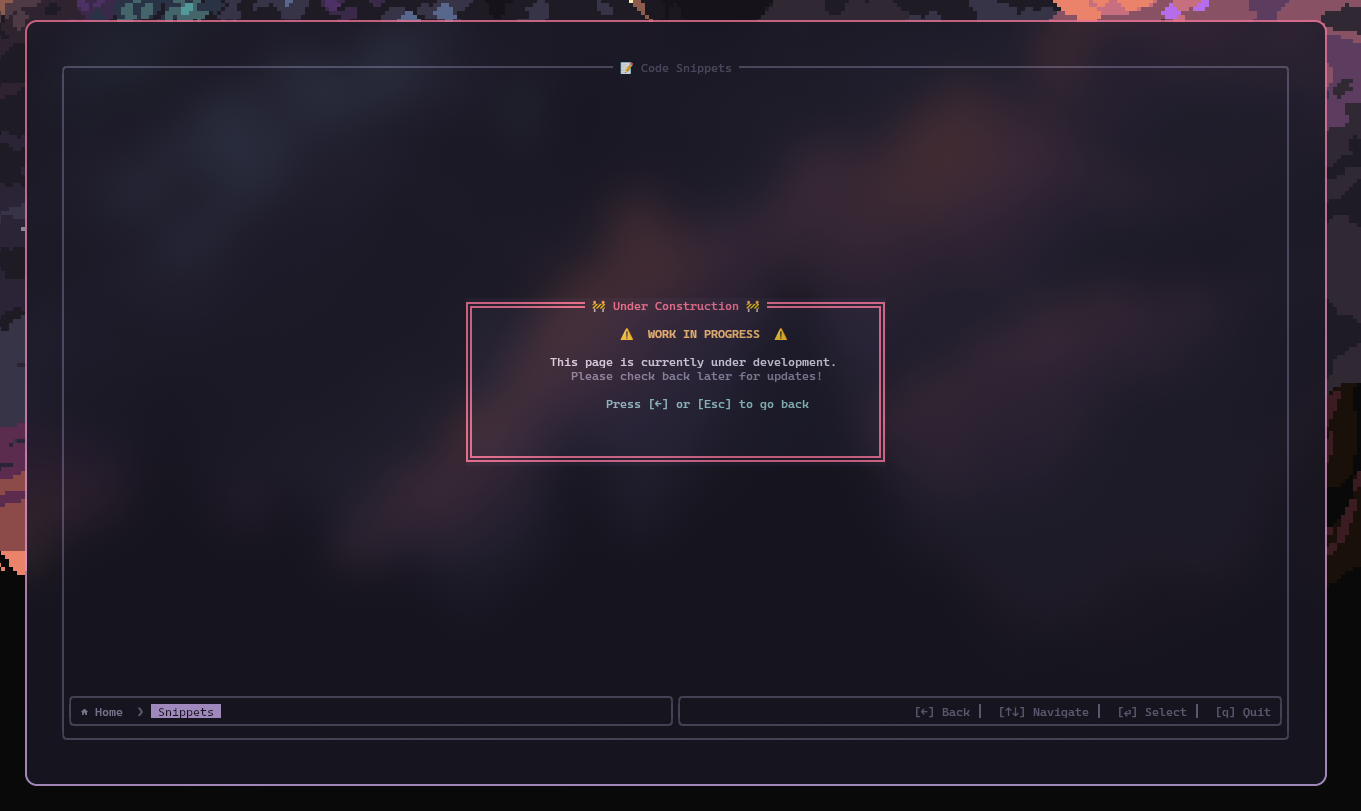 Code Snippets
Under Construction
WORK IN PROGRESS
This page is currently under development.
Please check back later for updates!
Press [←] or [Esc] to go back
Home › Snippets
[←] Back | [↑↓] Navigate | [↵] Select | [q] Quit